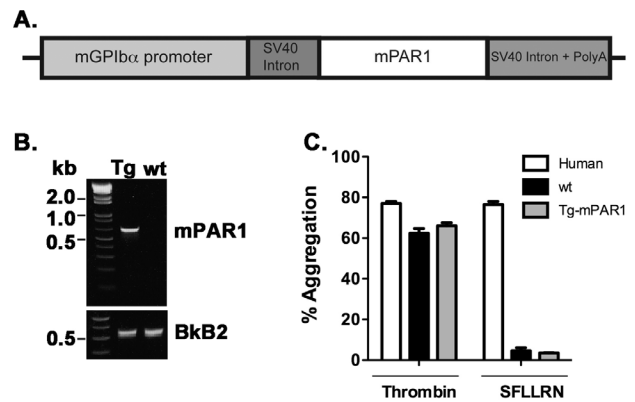 A.
mGPIbα promoter
SV40
Intron
mPAR1
SV40 Intron + PolyA
B.
kb
Tg wt
2.0
1.0
0.5
mPAR1
0.5
BkB2
C.
% Aggregation
100
80
60
40
20
0
Human
wt
Tg-mPAR1
Thrombin
SFLLRN